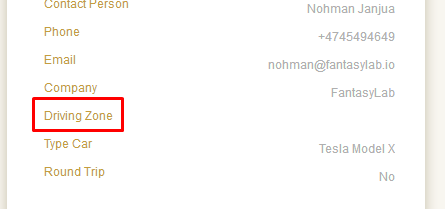 Contact Person Nohman Janjua
Phone +4745494649
Email nohman@fantasylab.io
Company FantasyLab
Driving Zone
Type Car Tesla Model X
Round Trip No